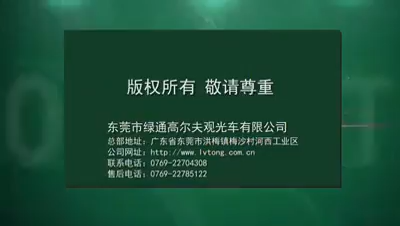 版权所有 敬请尊重
东莞市绿通高尔夫观光车有限公司
总部地址：广东省东莞市洪梅镇梅沙村河西工业区
公司网址：http://www.lvtong.com.cn
联系电话：0769-22704308
售后电话：0769-22785122